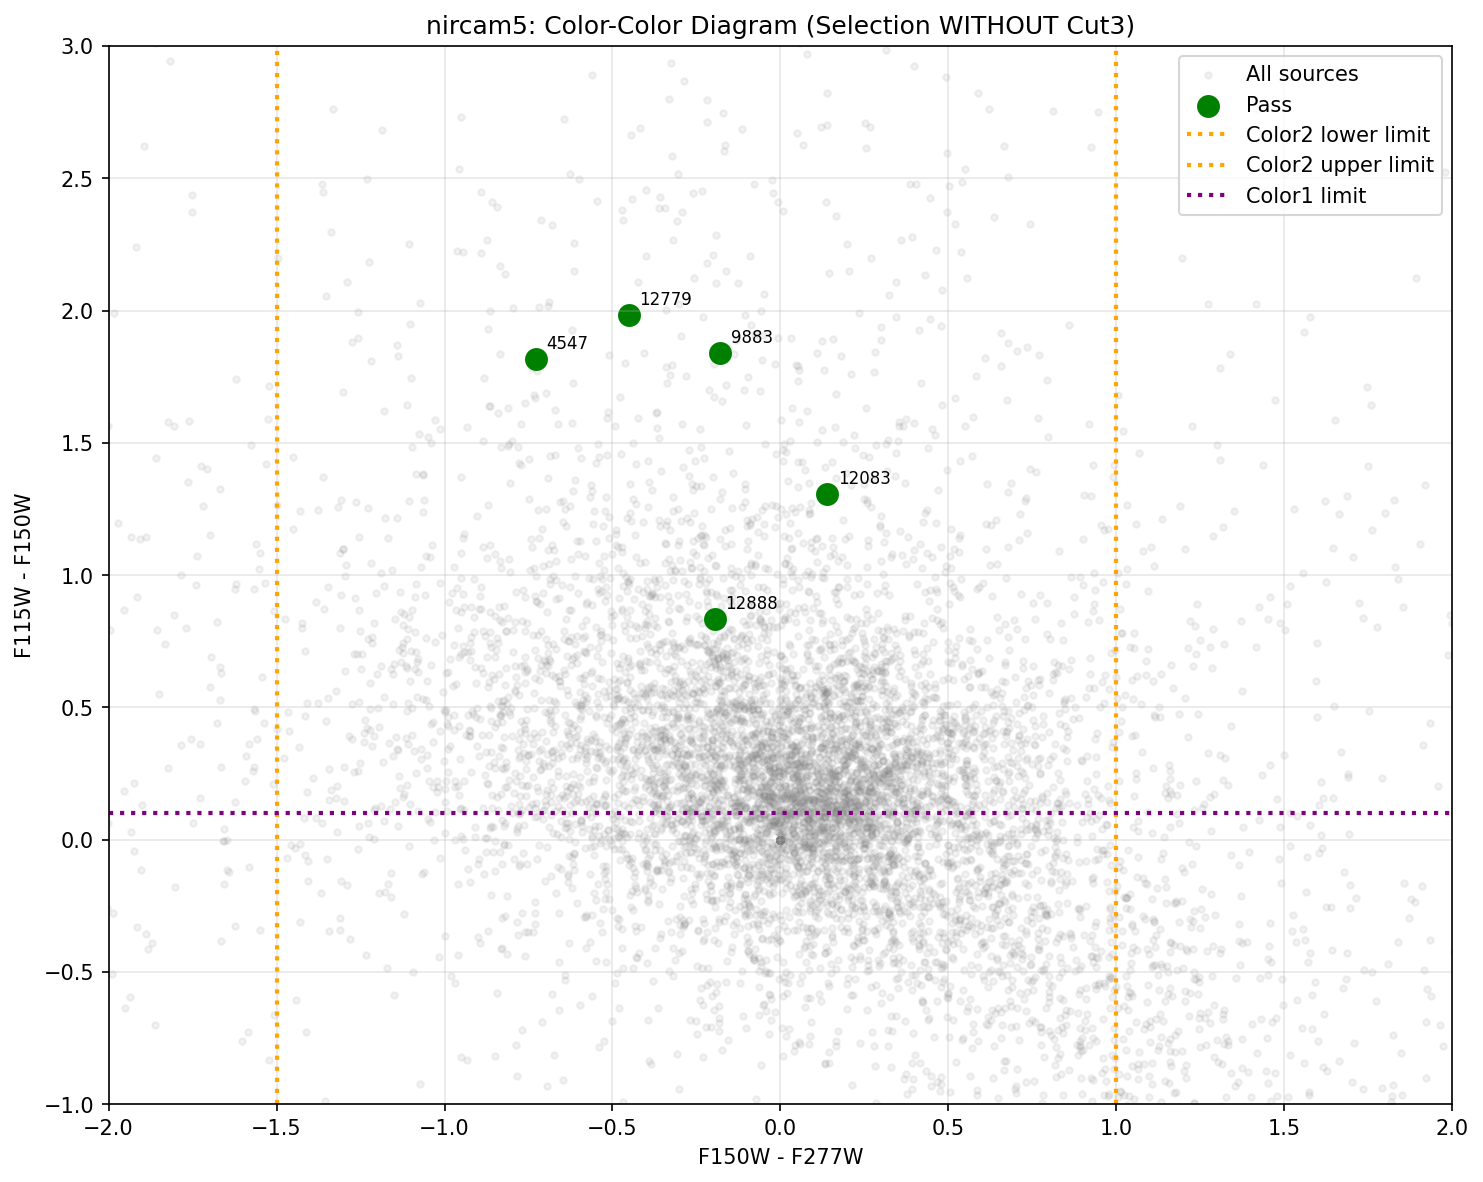 nircam5: Color-Color Diagram (Selection WITHOUT Cut3)
All sources
Pass
Color2 lower limit
Color2 upper limit
Color1 limit
3.0
2.5
2.0
1.5
1.0
0.5
0.0
−0.5
−1.0
F115W - F150W
12779
9883
4547
12083
12888
−2.0 −1.5 −1.0 −0.5 0.0 0.5 1.0 1.5 2.0
F150W - F277W